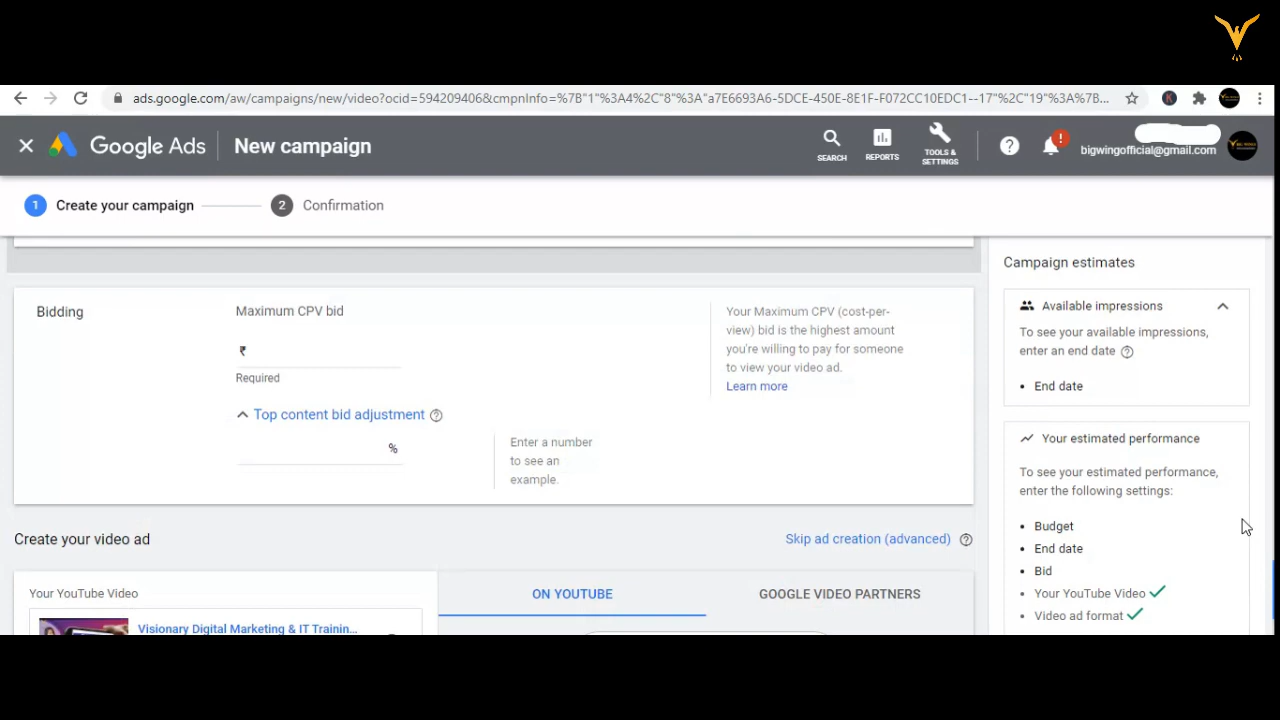 ads.google.com/aw/campaigns/new/video?ocid=594209406&cmpnInfo=%7B"1"%3A4%2C"8"%3A"a7E6693A6-5DCE-450E-8E1F-F072CC10EDC1--17"%2C"19"%3A%7B...
Google Ads
New campaign
SEARCH
REPORTS
TOOLS &
SETTINGS
!
bigwingofficial@gmail.com
1 Create your campaign
2 Confirmation
Bidding
Maximum CPV bid
₹
Required
Top content bid adjustment
%
Enter a number
to see an
example.
Your Maximum CPV (cost-per-
view) bid is the highest amount
you're willing to pay for someone
to view your video ad.
Learn more
Create your video ad
Skip ad creation (advanced)
Your YouTube Video
Visionary Digital Marketing & IT Trainin...
ON YOUTUBE
GOOGLE VIDEO PARTNERS
Campaign estimates
Available impressions
To see your available impressions,
enter an end date
• End date
Your estimated performance
To see your estimated performance,
enter the following settings:
• Budget
• End date
• Bid
• Your YouTube Video
• Video ad format